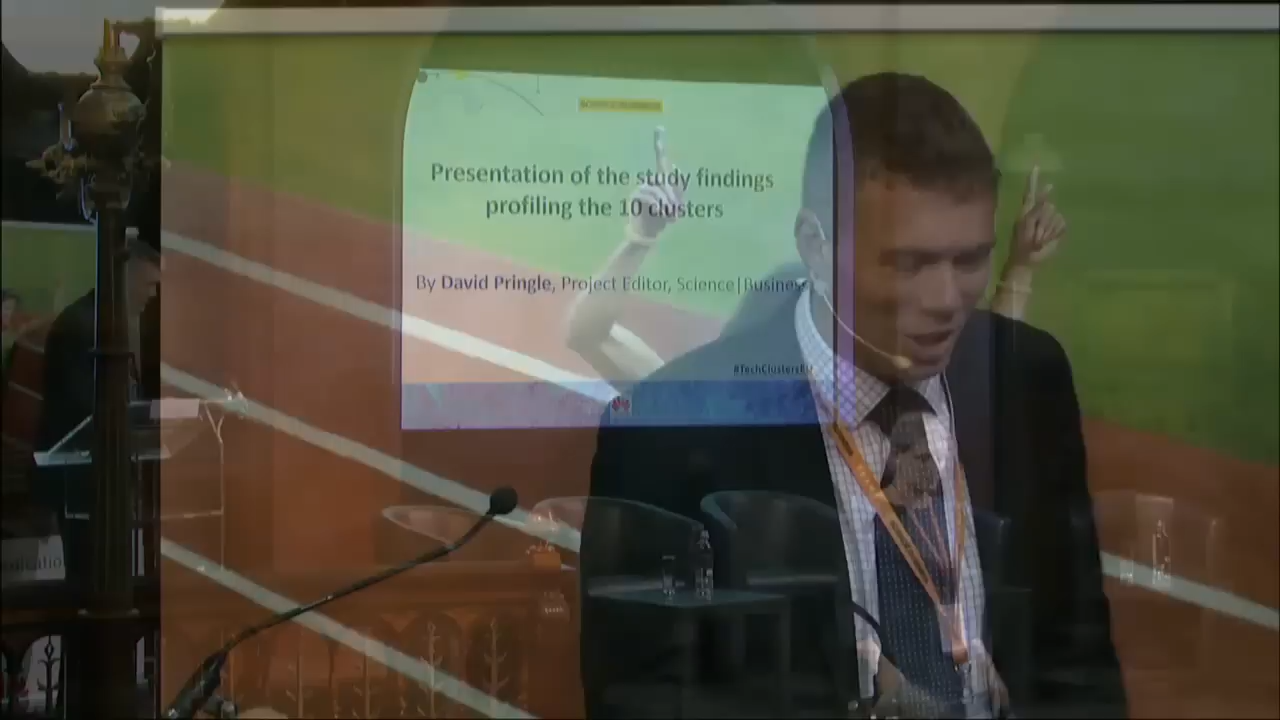 Presentation of the study findings
profiling the 10 clusters
By David Pringle, Project Editor, Science|Business